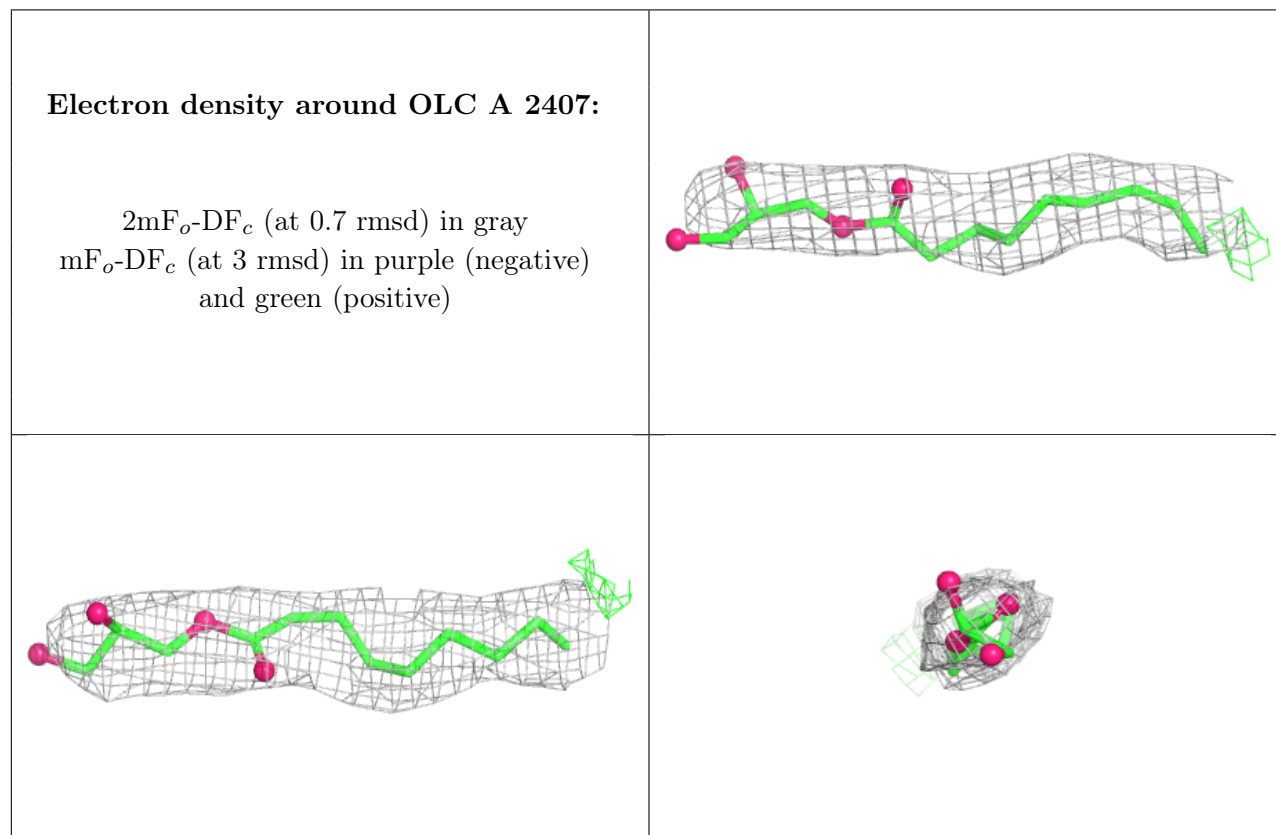 Electron density around OLC A 2407:
2mFo-DFc (at 0.7 rmsd) in gray
mFo-DFc (at 3 rmsd) in purple (negative)
and green (positive)